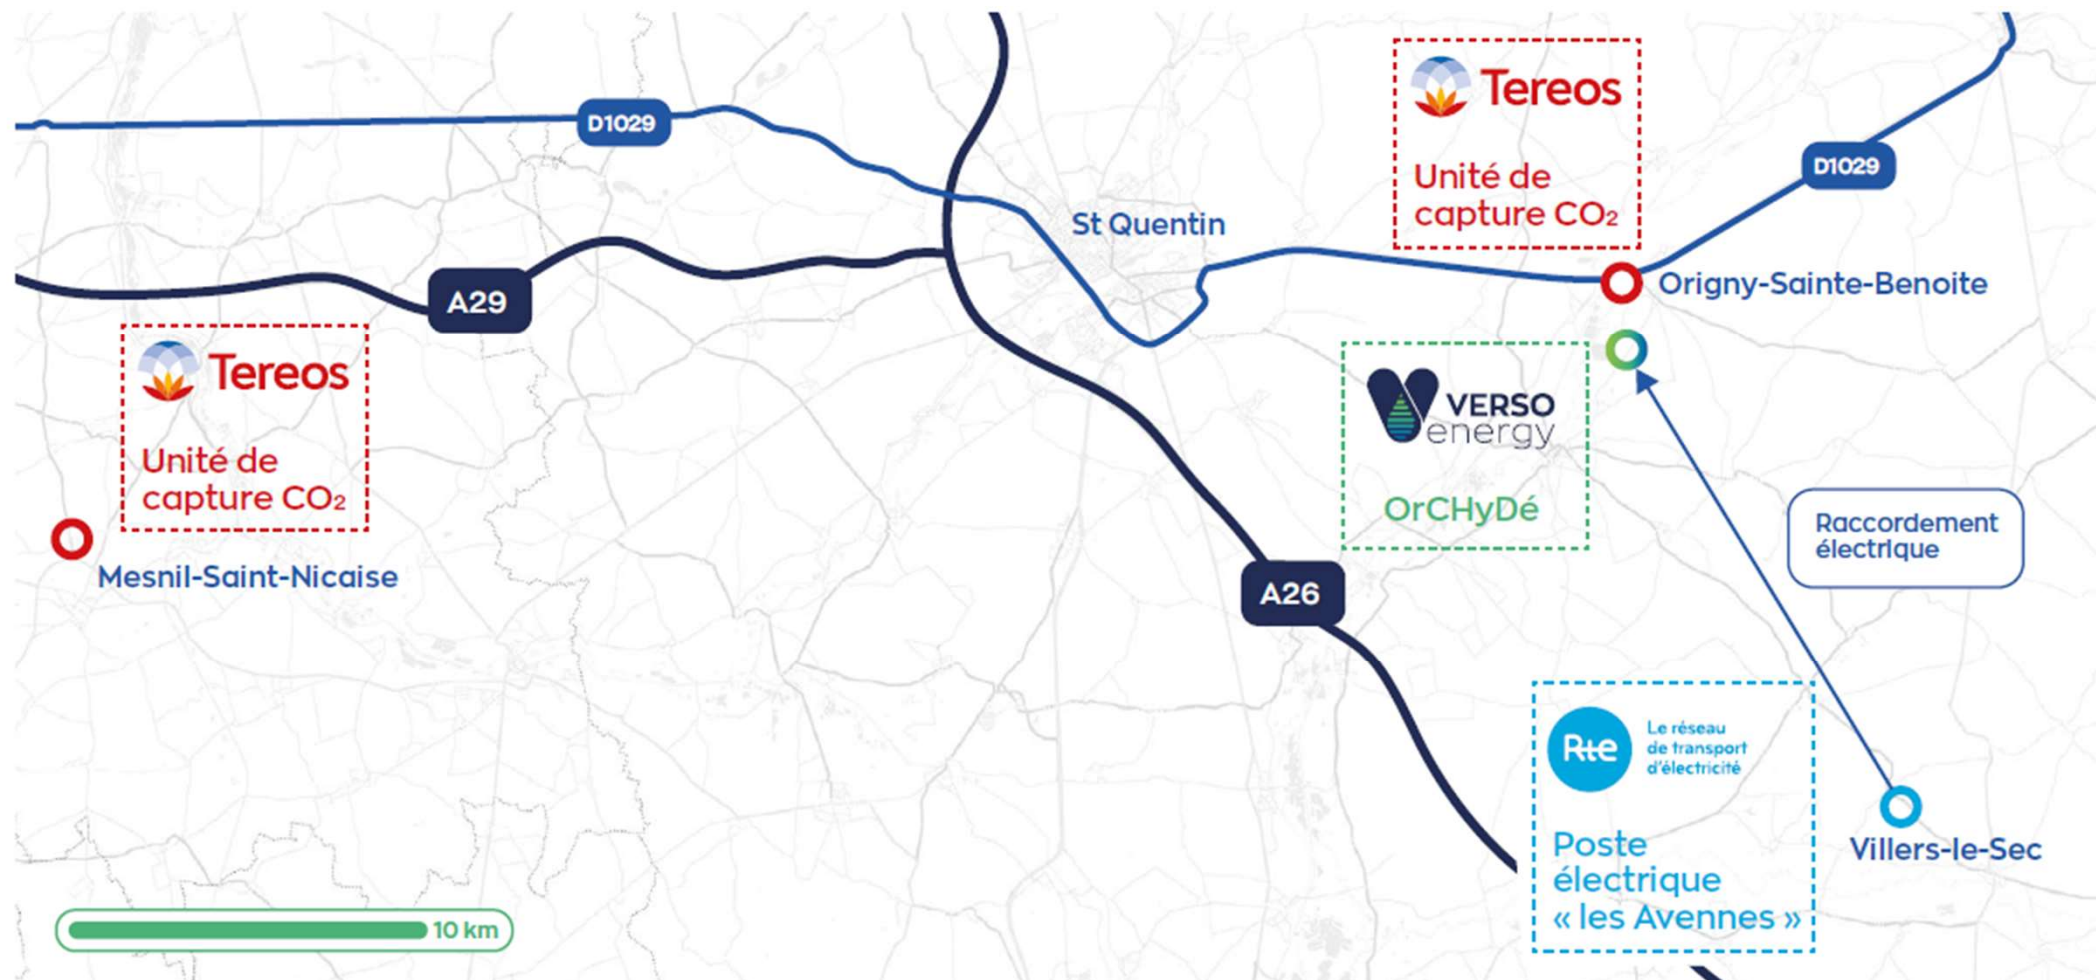 D1029
Tereos
Unité de
capture CO₂
D1029
St Quentin
Origny-Sainte-Benoite
A29
Tereos
Unité de
capture CO₂
Mesnil-Saint-Nicaise
VERSO
energy
OrCHyDé
Raccordement
électrique
A26
Rte
Le réseau
de transport
d'électricité
Poste
électrique
« les Avennes »
Villers-le-Sec
10 km